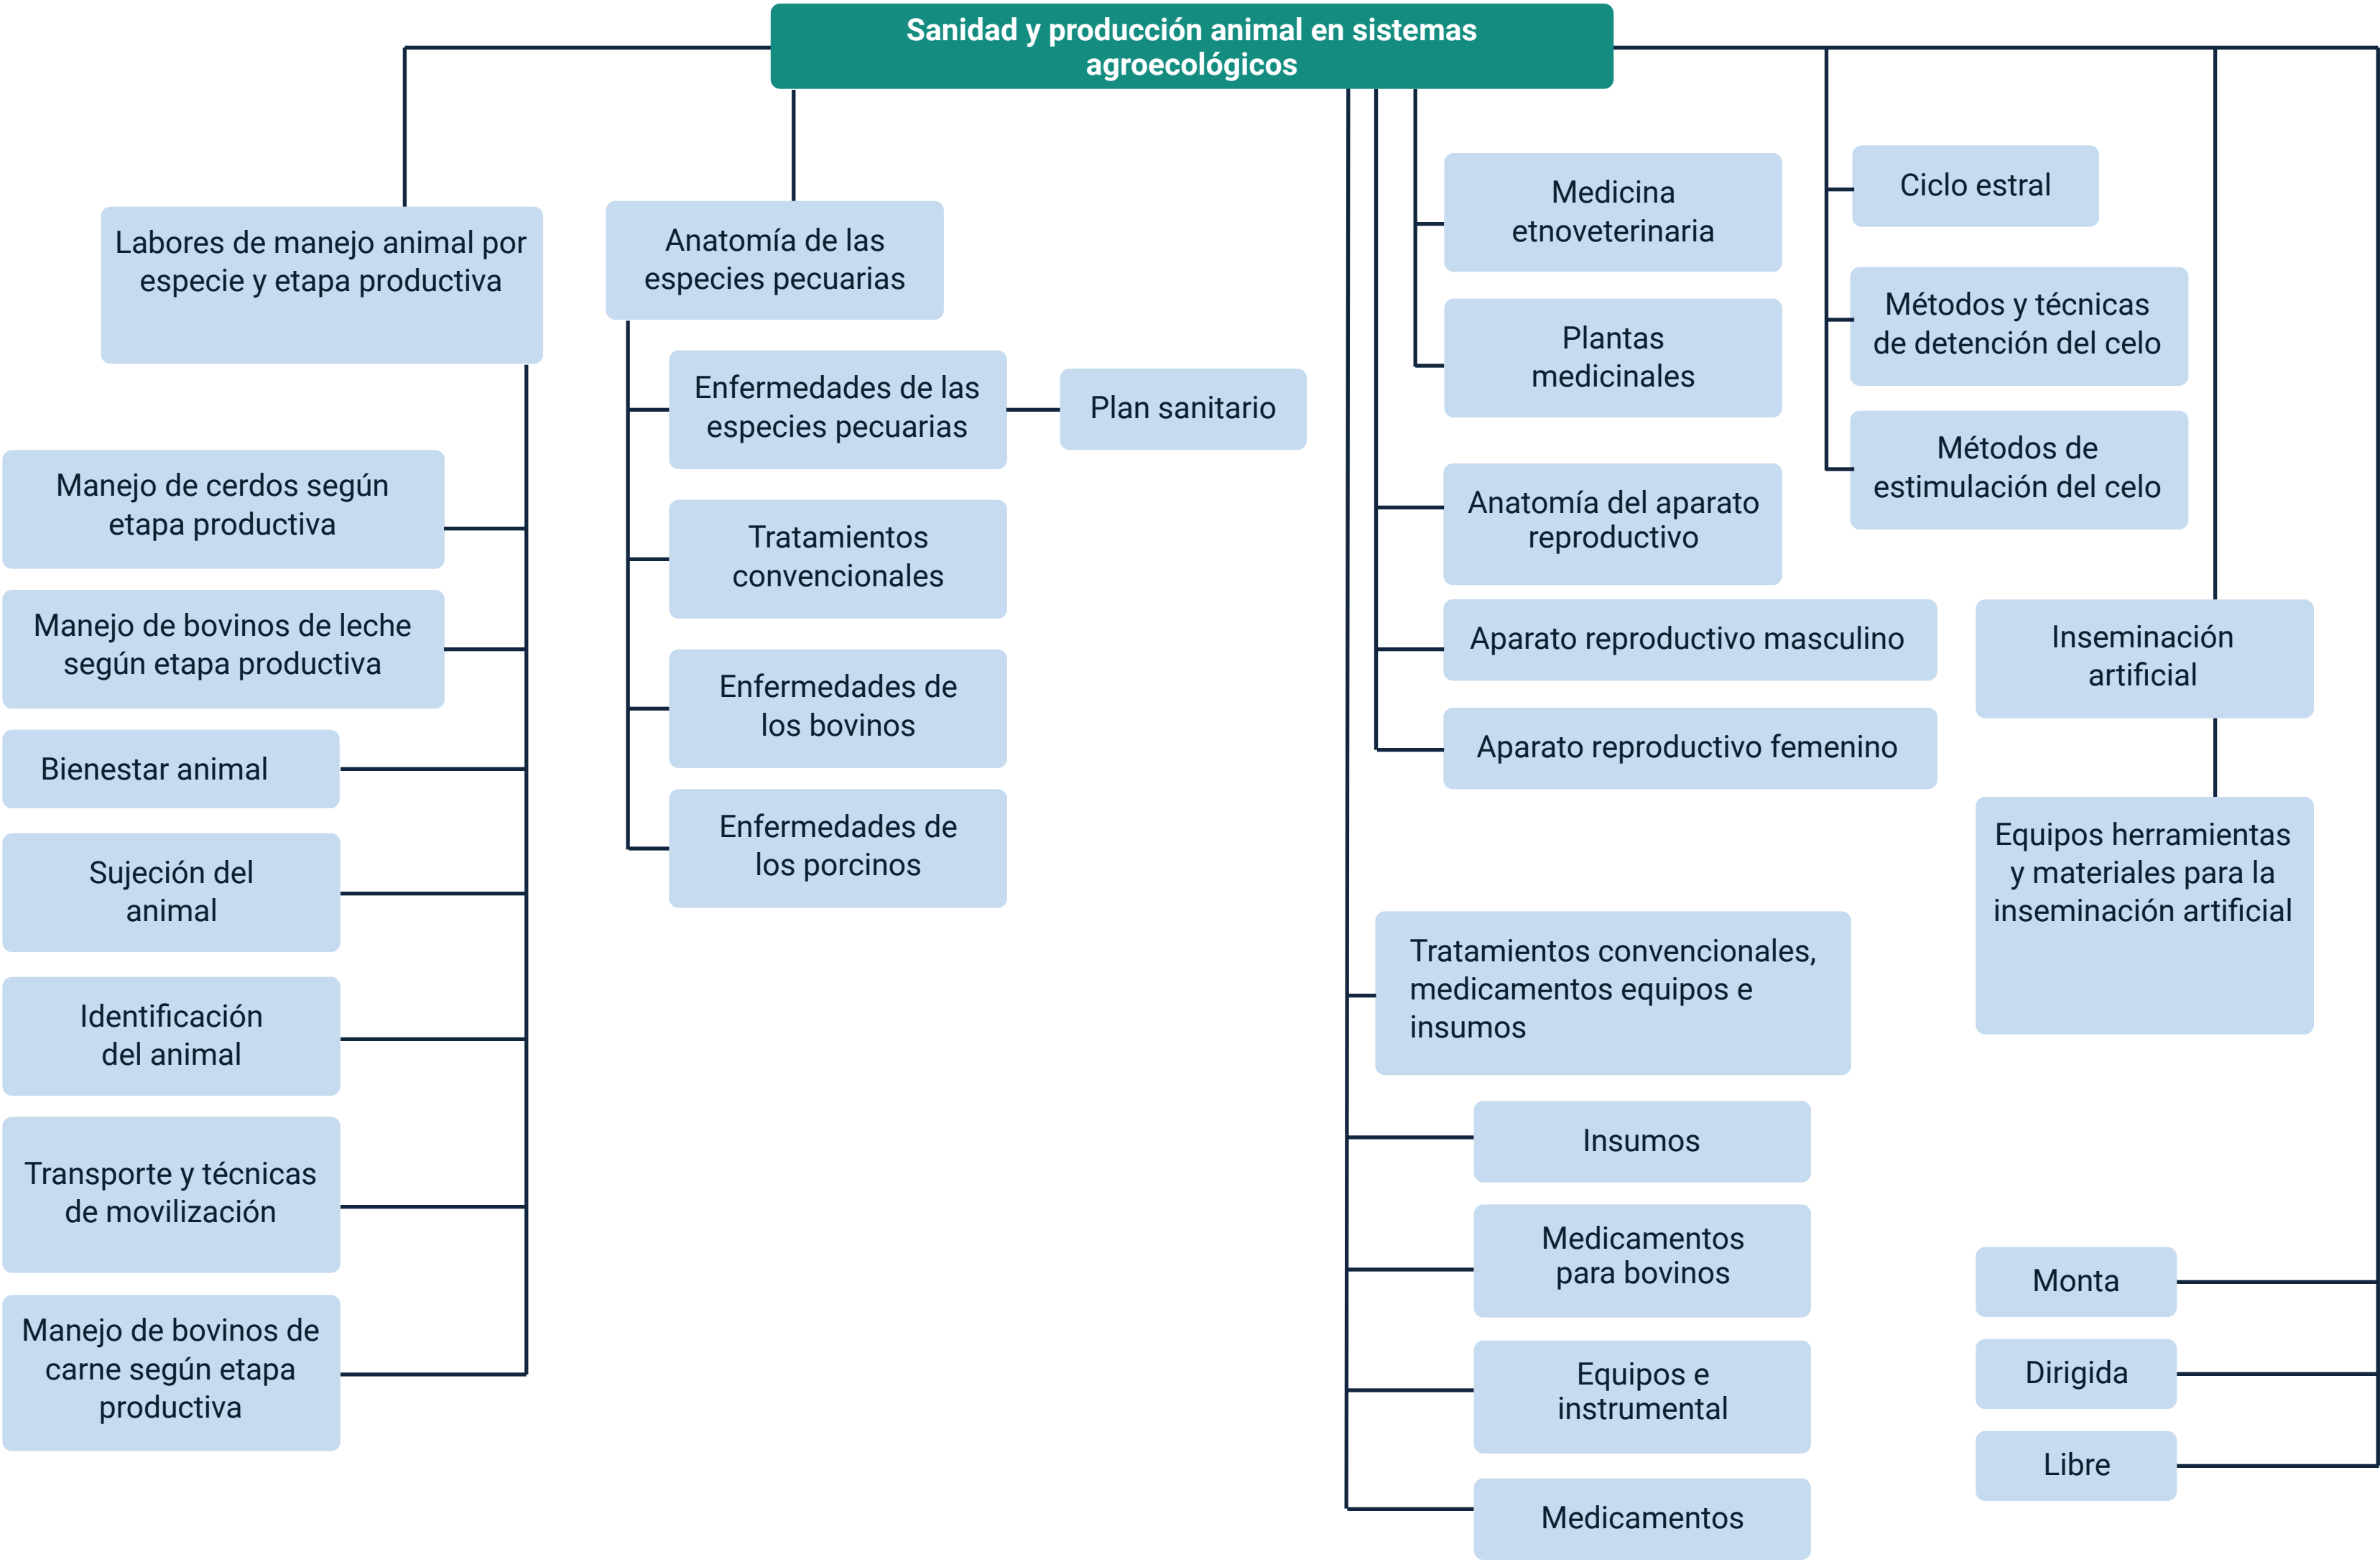 Sanidad y producción animal en sistemas
agroecológicos
Labores de manejo animal por
especie y etapa productiva
Manejo de cerdos según
etapa productiva
Manejo de bovinos de leche
según etapa productiva
Bienestar animal
Sujeción del
animal
Identificación
del animal
Transporte y técnicas
de movilización
Manejo de bovinos de
carne según etapa
productiva
Anatomía de las
especies pecuarias
Enfermedades de las
especies pecuarias
Plan sanitario
Tratamientos
convencionales
Enfermedades de
los bovinos
Enfermedades de
los porcinos
Medicina
etnoveterinaria
Plantas
medicinales
Anatomía del aparato
reproductivo
Aparato reproductivo masculino
Aparato reproductivo femenino
Tratamientos convencionales,
medicamentos equipos e
insumos
Insumos
Medicamentos
para bovinos
Equipos e
instrumental
Medicamentos
Ciclo estral
Métodos y técnicas
de detención del celo
Métodos de
estimulación del celo
Inseminación
artificial
Equipos herramientas
y materiales para la
inseminación artificial
Monta
Dirigida
Libre